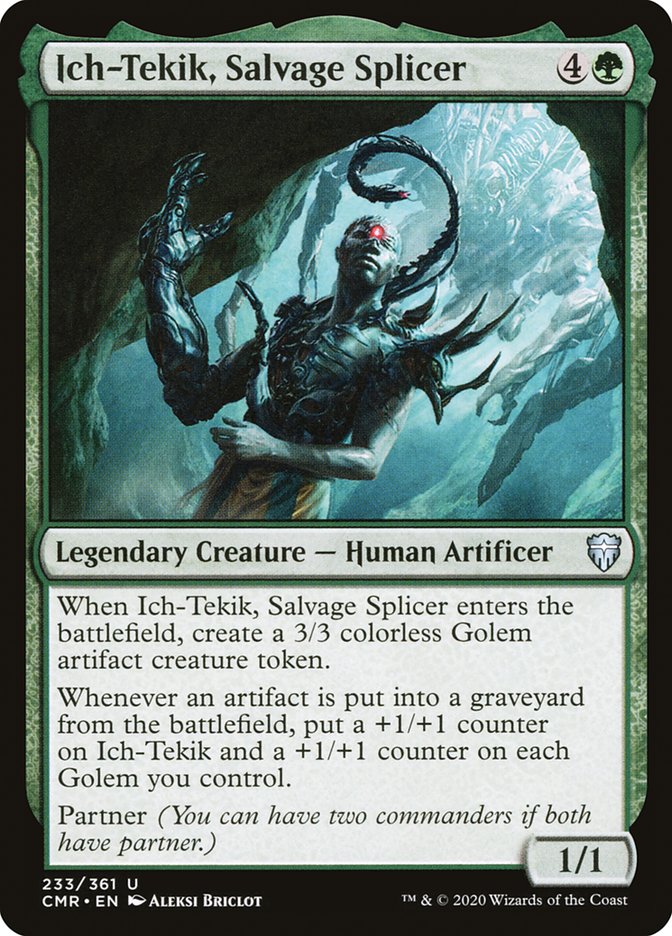 Ich-Tekik, Salvage Splicer 4
Legendary Creature — Human Artificer
When Ich-Tekik, Salvage Splicer enters the
battlefield, create a 3/3 colorless Golem
artifact creature token.
Whenever an artifact is put into a graveyard
from the battlefield, put a +1/+1 counter
on Ich-Tekik and a +1/+1 counter on each
Golem you control.
Partner (You can have two commanders if both
have partner.)
1/1
233/361 U
CMR • EN Aleksi Briclot
™ & © 2020 Wizards of the Coast